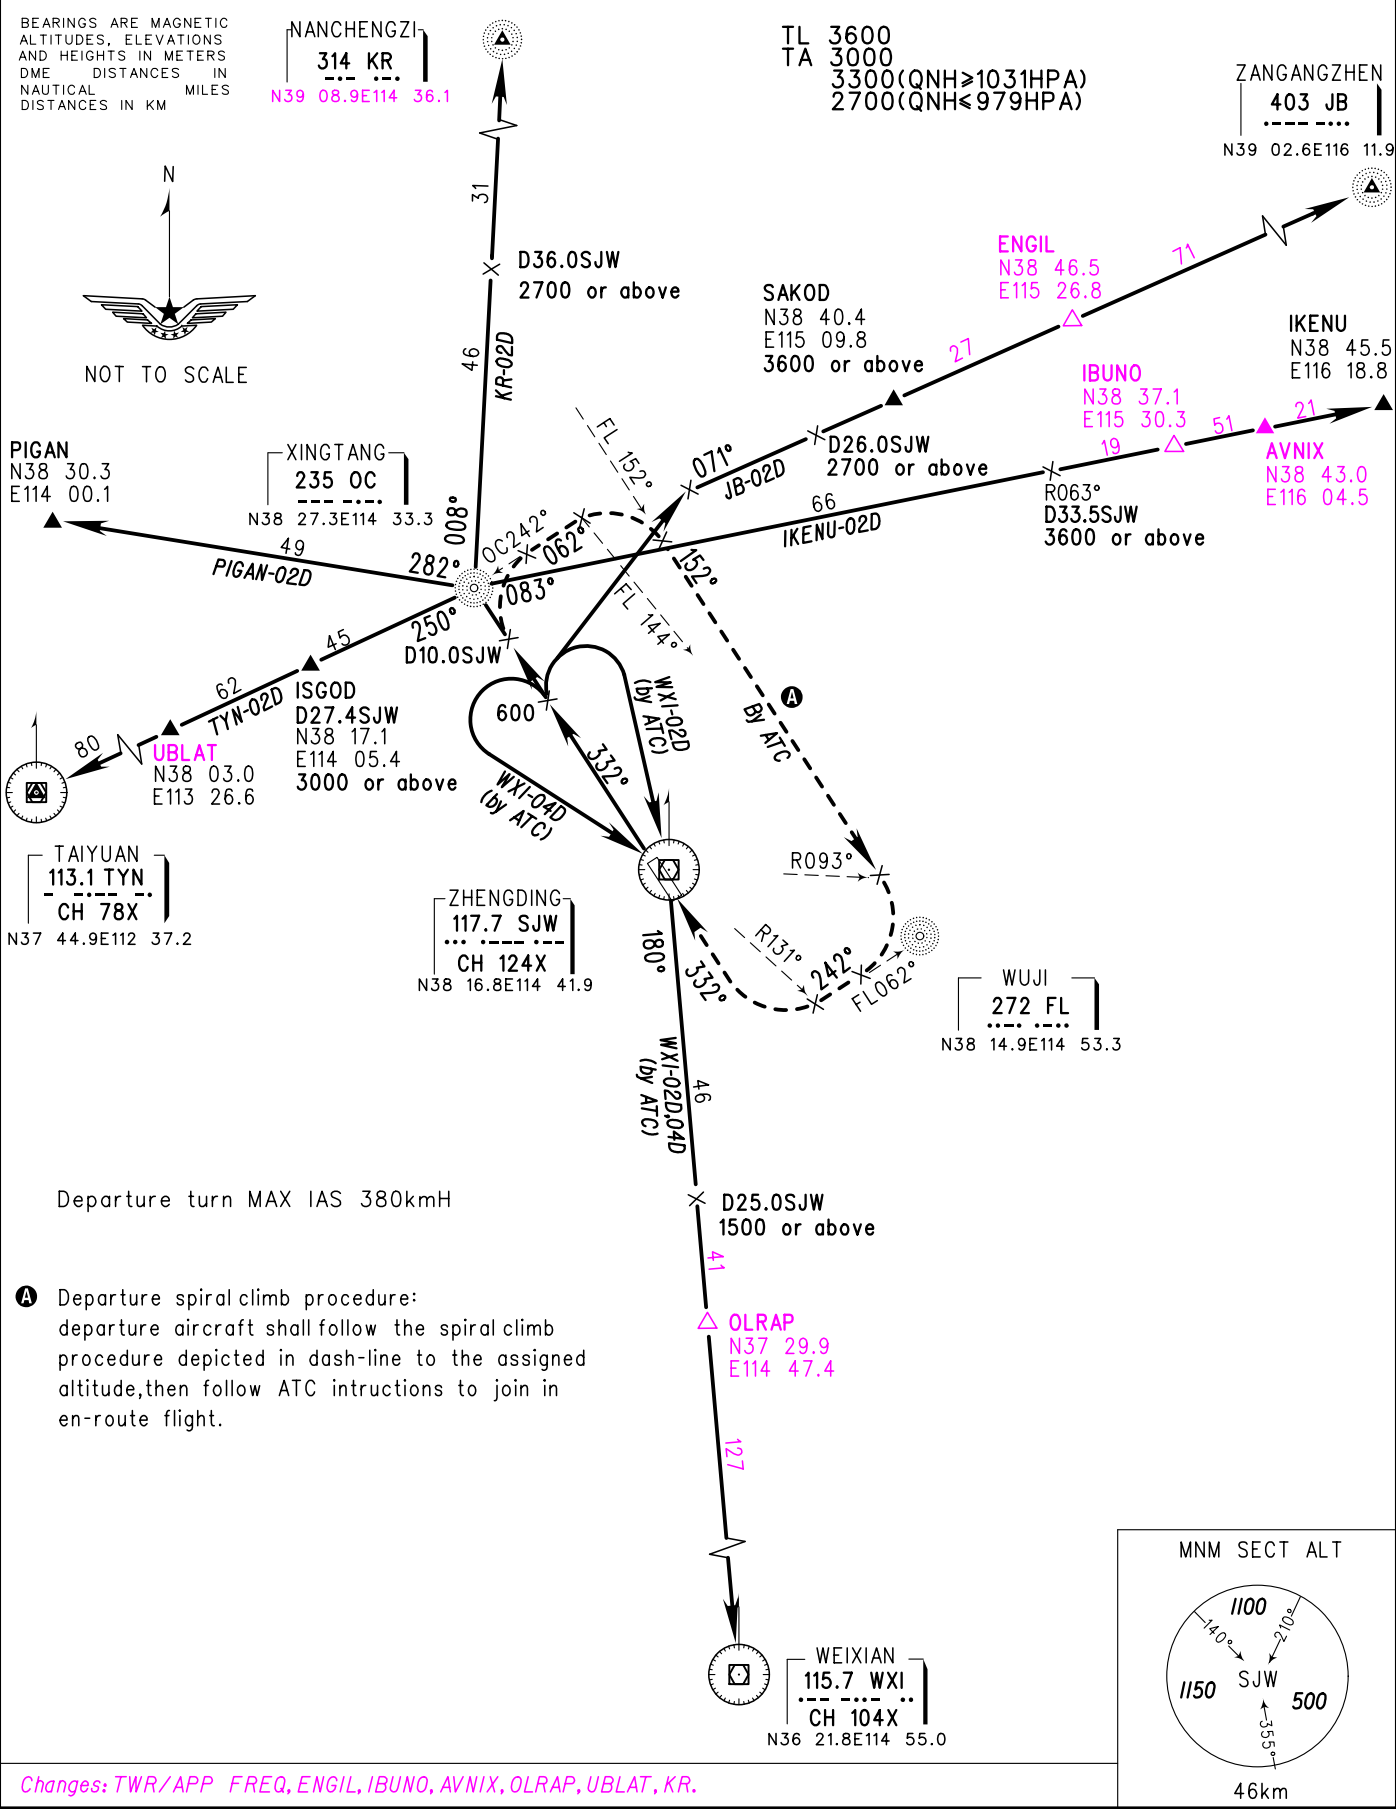 BEARINGS ARE MAGNETIC
ALTITUDES, ELEVATIONS
AND HEIGHTS IN METERS
DME DISTANCES IN
NAUTICAL MILES
DISTANCES IN KM
NANCHENGZI
314 KR
N39 08.9E114 36.1
TL 3600
TA 3000
3300(QNH≥1031HPA)
2700(QNH≤979HPA)
ZANGANGZHEN
403 JB
N39 02.6E116 11.9
N
NOT TO SCALE
31
D36.0SJW
2700 or above
46
KR-02D
008°
SAKOD
N38 40.4
E115 09.8
3600 or above
ENGIL
N38 46.5
E115 26.8
71
27
IKENU
N38 45.5
E116 18.8
IBUNO
N38 37.1
E115 30.3
19
51
21
AVNIX
N38 43.0
E116 04.5
PIGAN
N38 30.3
E114 00.1
XINGTANG
235 OC
N38 27.3E114 33.3
49
PIGAN-02D
282°
FL 152°
071°
JB-02D
D26.0SJW
2700 or above
66
IKENU-02D
R063°
D33.5SJW
3600 or above
OC242°
062°
083°
FL 144°
152°
250°
45
D10.0SJW
62
TYN-02D
80
ISGOD
D27.4SJW
N38 17.1
E114 05.4
3000 or above
UBLAT
N38 03.0
E113 26.6
600
332°
WXI-02D
(by ATC)
WXI-04D
(by ATC)
A
By ATC
TAIYUAN
113.1 TYN
CH 78X
N37 44.9E112 37.2
ZHENGDING
117.7 SJW
CH 124X
N38 16.8E114 41.9
R093°
R131°
242°
FL062°
332°
180°
WUJI
272 FL
N38 14.9E114 53.3
WXI-02D,04D
(by ATC)
46
D25.0SJW
1500 or above
41
OLRAP
N37 29.9
E114 47.4
127
Departure turn MAX IAS 380kmH
A Departure spiral climb procedure:
departure aircraft shall follow the spiral climb
procedure depicted in dash-line to the assigned
altitude,then follow ATC intructions to join in
en-route flight.
WEIXIAN
115.7 WXI
CH 104X
N36 21.8E114 55.0
MNM SECT ALT
1100
140°
210°
SJW
1150
500
355°
46km
Changes: TWR/APP FREQ, ENGIL, IBUNO, AVNIX, OLRAP, UBLAT, KR.